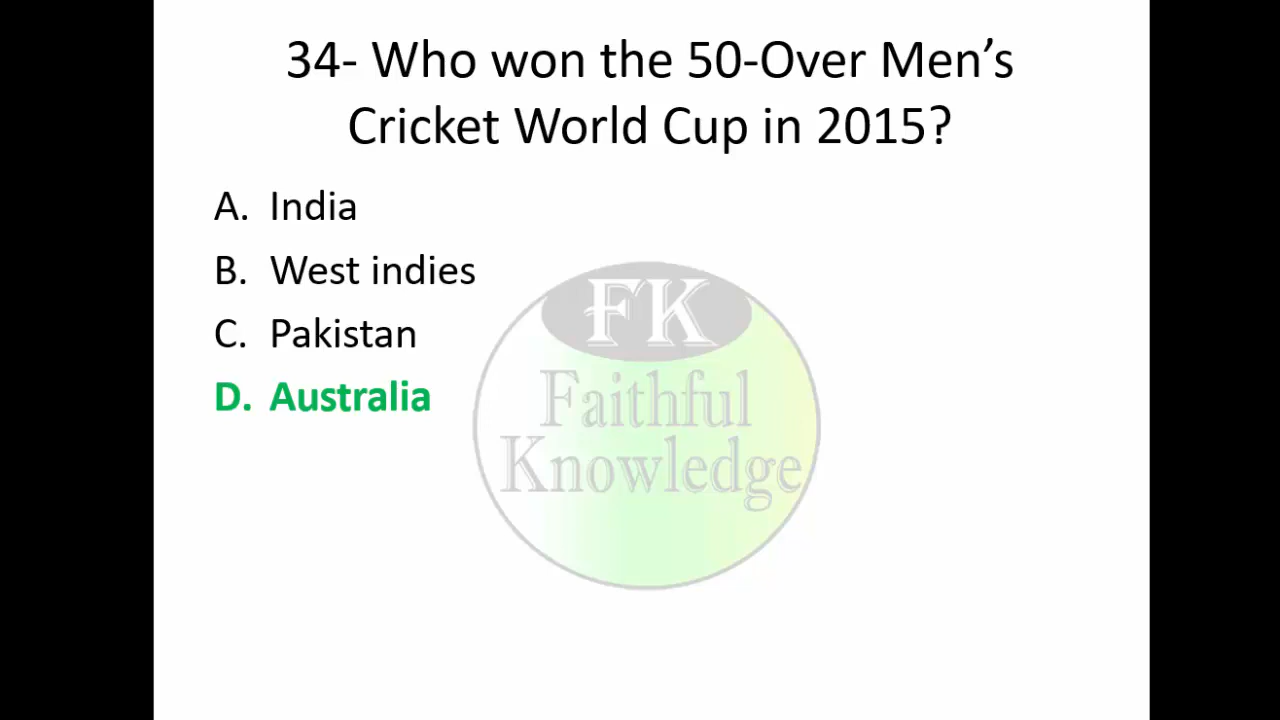 34- Who won the 50-Over Men’s
Cricket World Cup in 2015?
A. India
B. West indies
C. Pakistan
D. Australia
FK
Faithful
Knowledge